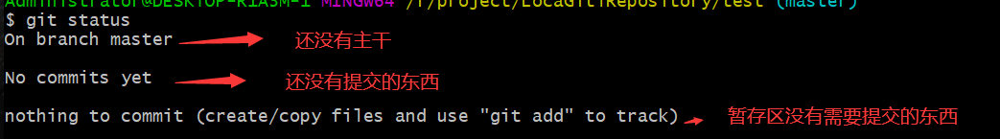 Administrator@DESKTOP-R1ASM-1 MINGW64 /f/project/LocaGitiRepository/test (master)
$ git status
On branch master 还没有主干
No commits yet 还没有提交的东西
nothing to commit (create/copy files and use "git add" to track) 暂存区没有需要提交的东西